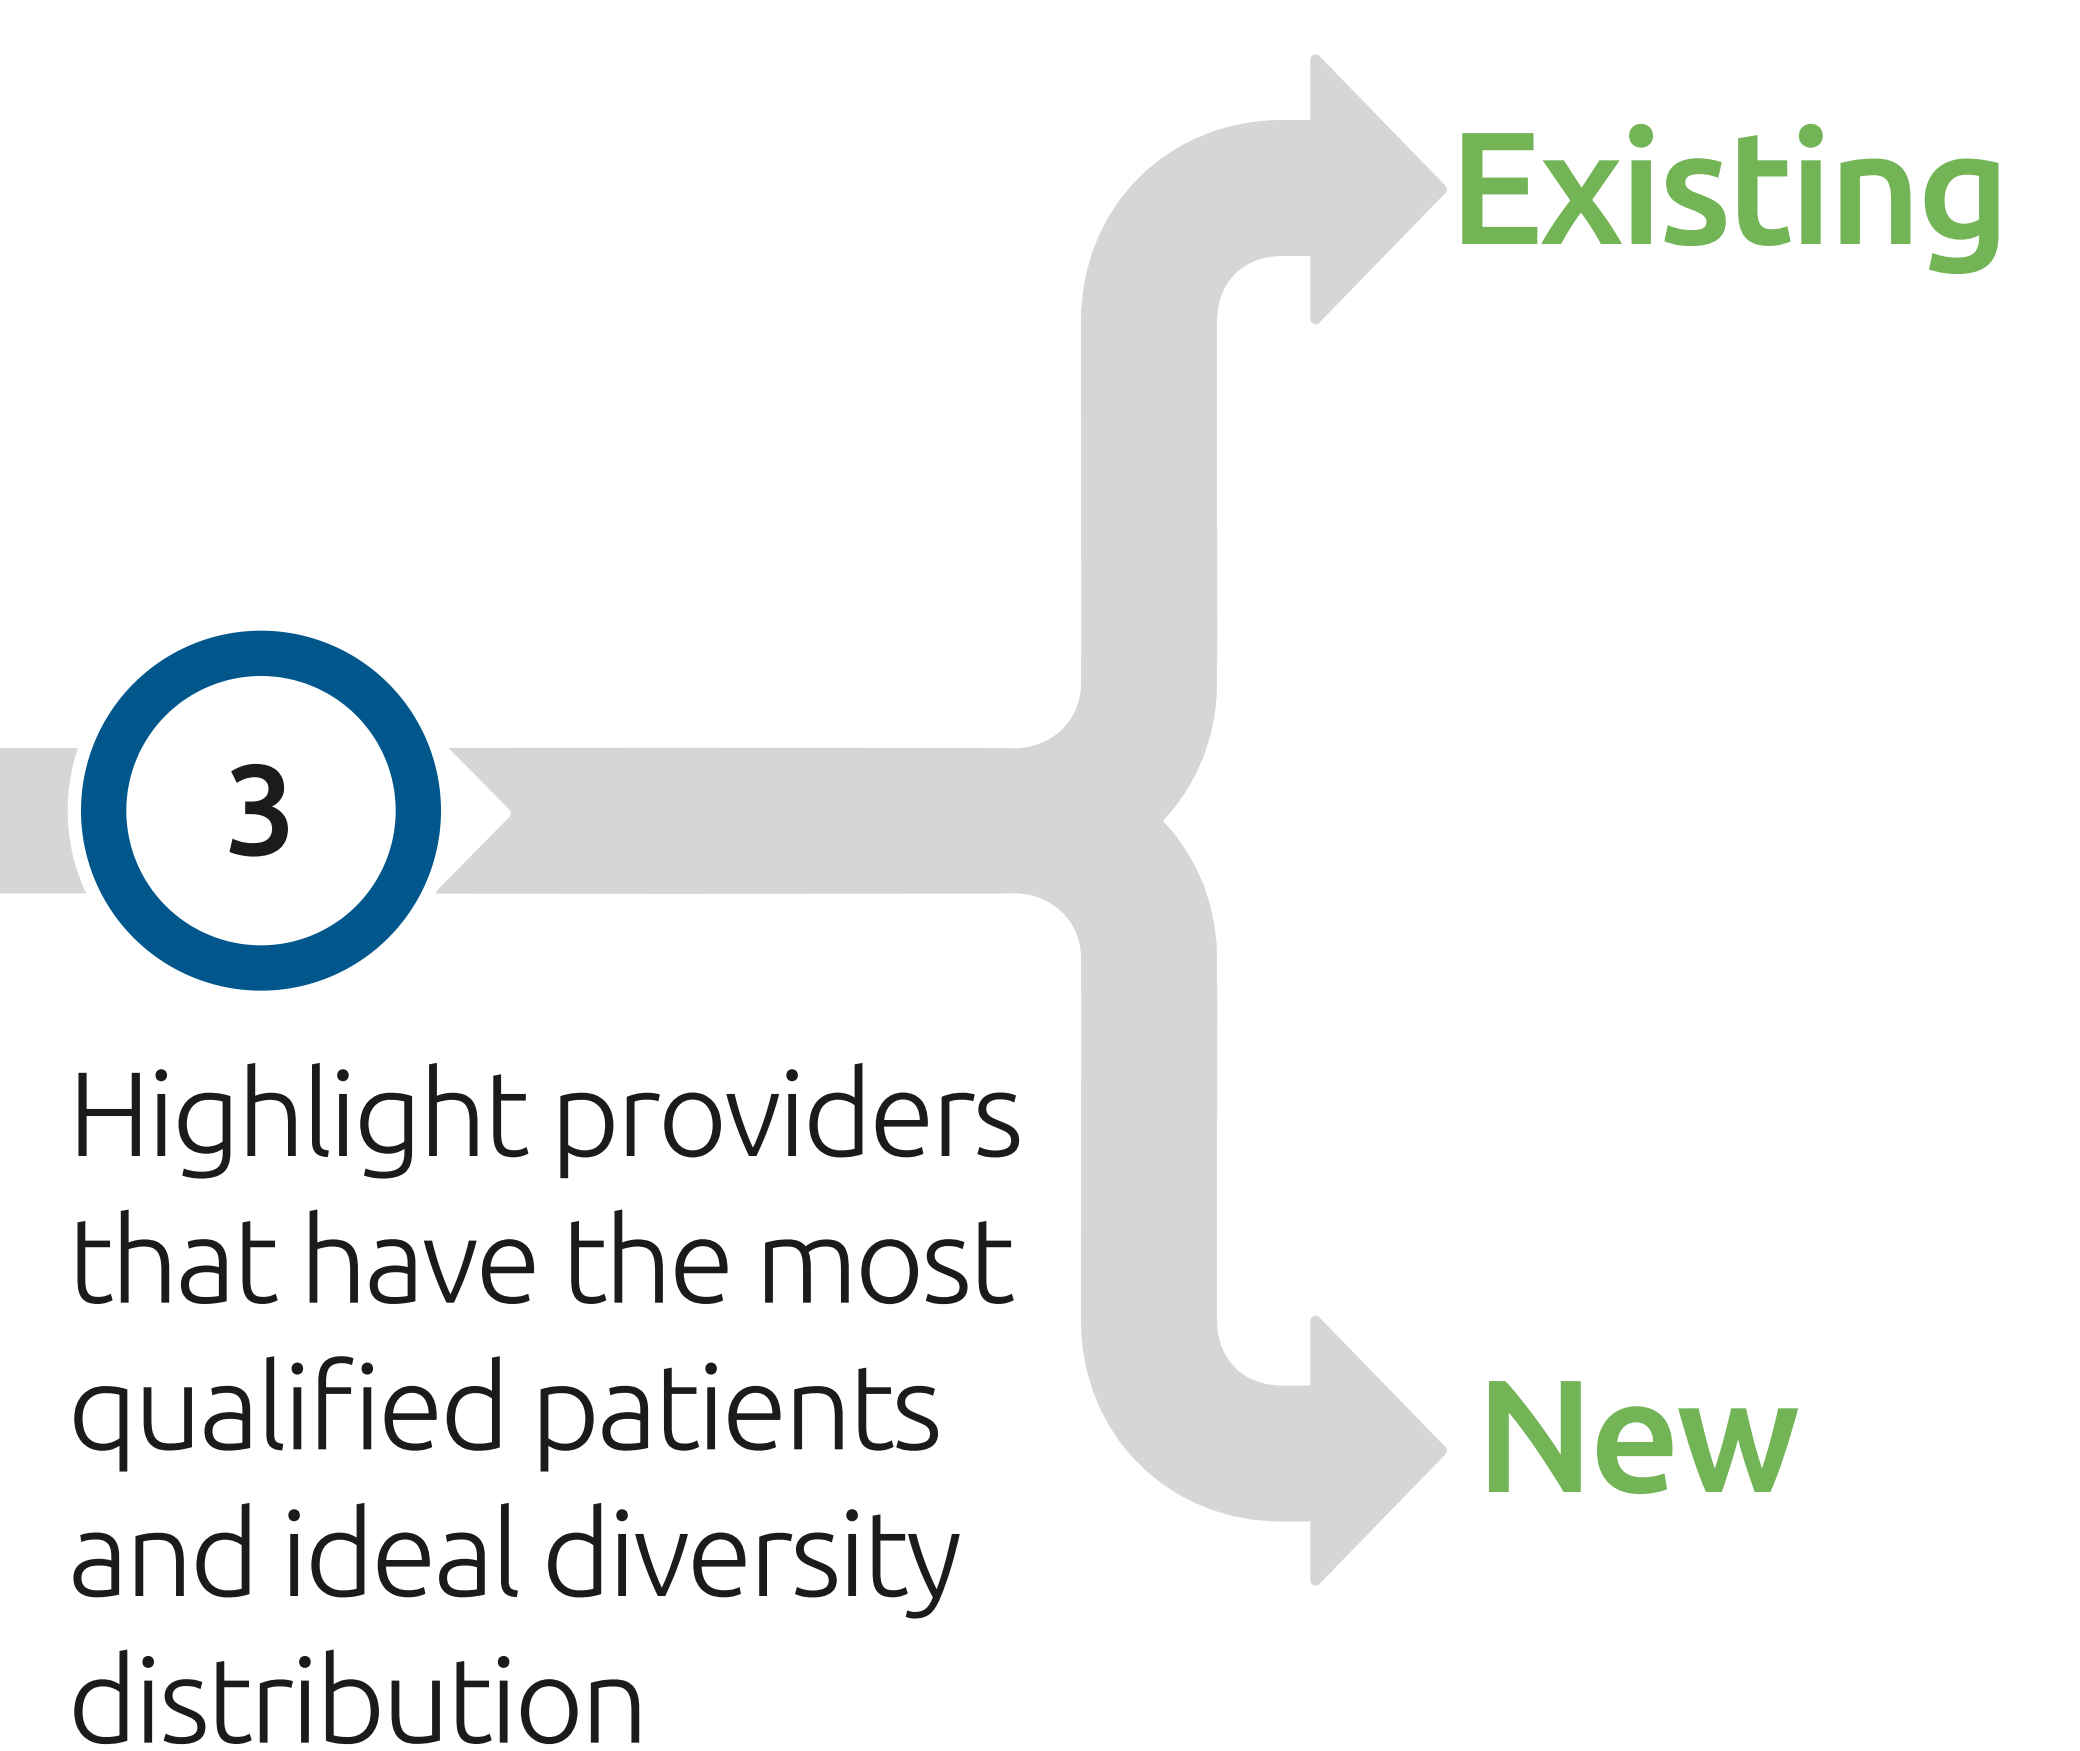 Existing
3
Highlight providers
that have the most
qualified patients
and ideal diversity
distribution
New